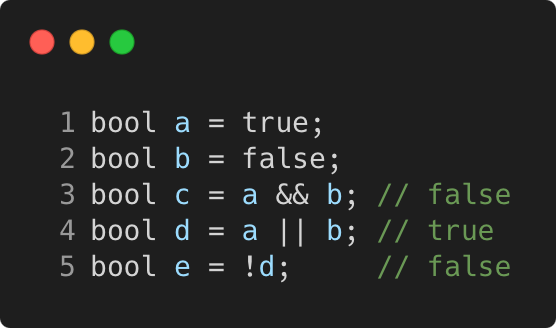 1 bool a = true;
2 bool b = false;
3 bool c = a && b; // false
4 bool d = a || b; // true
5 bool e = !d;     // false